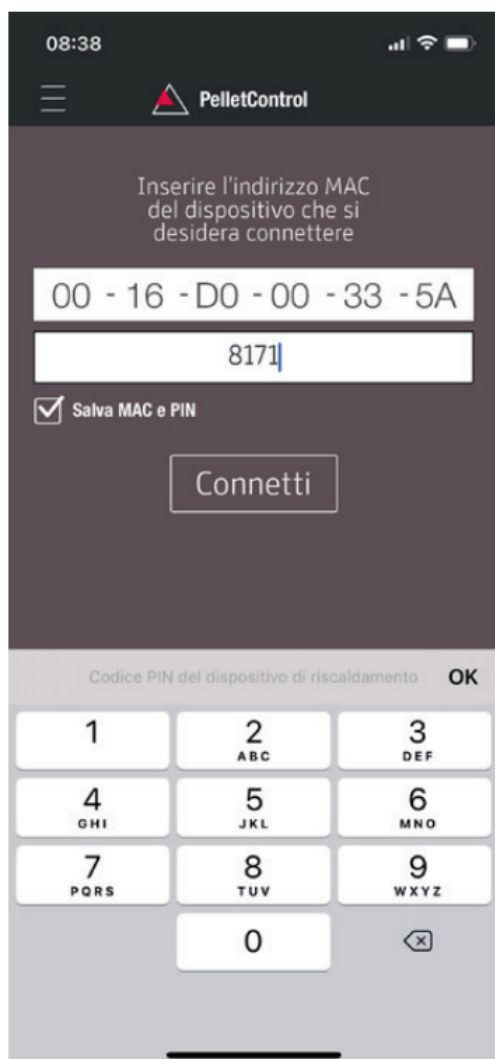 08:38
PelletControl
Inserire l'indirizzo MAC
del dispositivo che si
desidera connettere
00 - 16 - D0 - 00 - 33 - 5A
8171
Salva MAC e PIN
Connetti
Codice PIN del dispositivo di riscaldamento OK
1 2 3
ABC DEF
4 5 6
GHI JKL MNO
7 8 9
PQRS TUV WXYZ
0